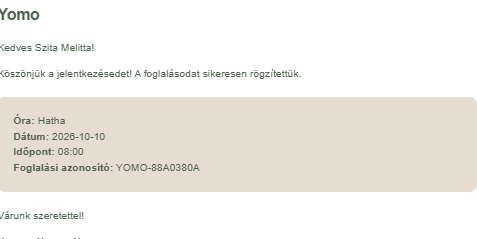 Yomo
Kedves Szita Melitta!
Köszönjük a jelentkezésedet! A foglalásodat sikeresen rögzítettük.
Óra: Hatha
Dátum: 2026-10-10
Időpont: 08:00
Foglalási azonosító: YOMO-88A0380A
Várunk szeretettel!